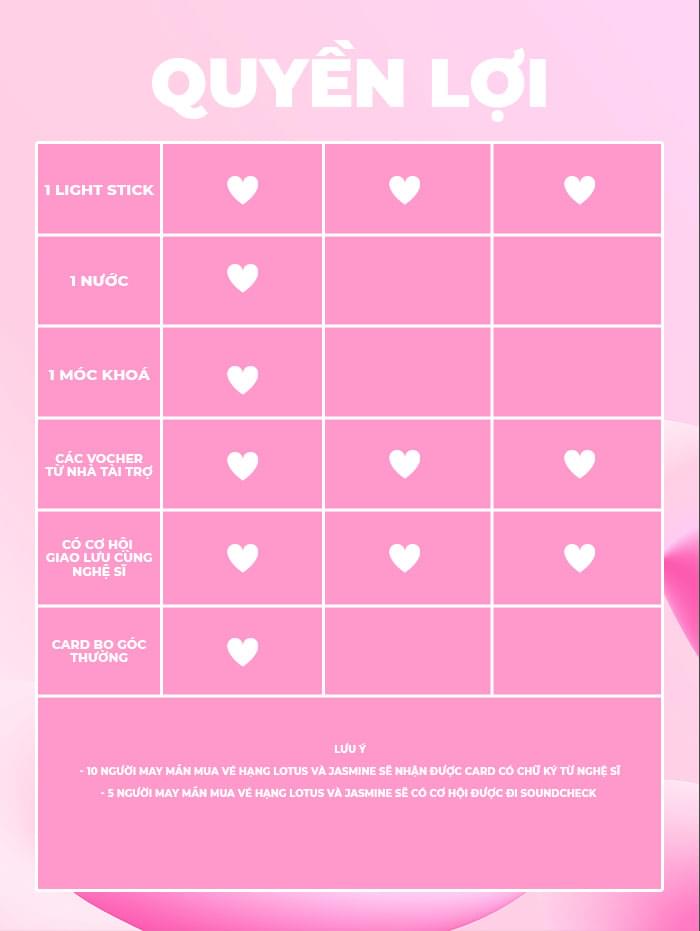 QUYỀN LỢI
1 LIGHT STICK
1 NƯỚC
1 MÓC KHOÁ
CÁC VOCHER
TỪ NHÀ TÀI TRỢ
CÓ CƠ HỘI
GIAO LƯU CÙNG
NGHỆ SĨ
CARD BO GÓC
THƯỜNG
LƯU Ý
- 10 NGƯỜI MAY MẮN MUA VÉ HẠNG LOTUS VÀ JASMINE SẼ NHẬN ĐƯỢC CARD CÓ CHỮ KÝ TỪ NGHỆ SĨ
- 5 NGƯỜI MAY MẮN MUA VÉ HẠNG LOTUS VÀ JASMINE SẼ CÓ CƠ HỘI ĐƯỢC ĐI SOUNDCHECK